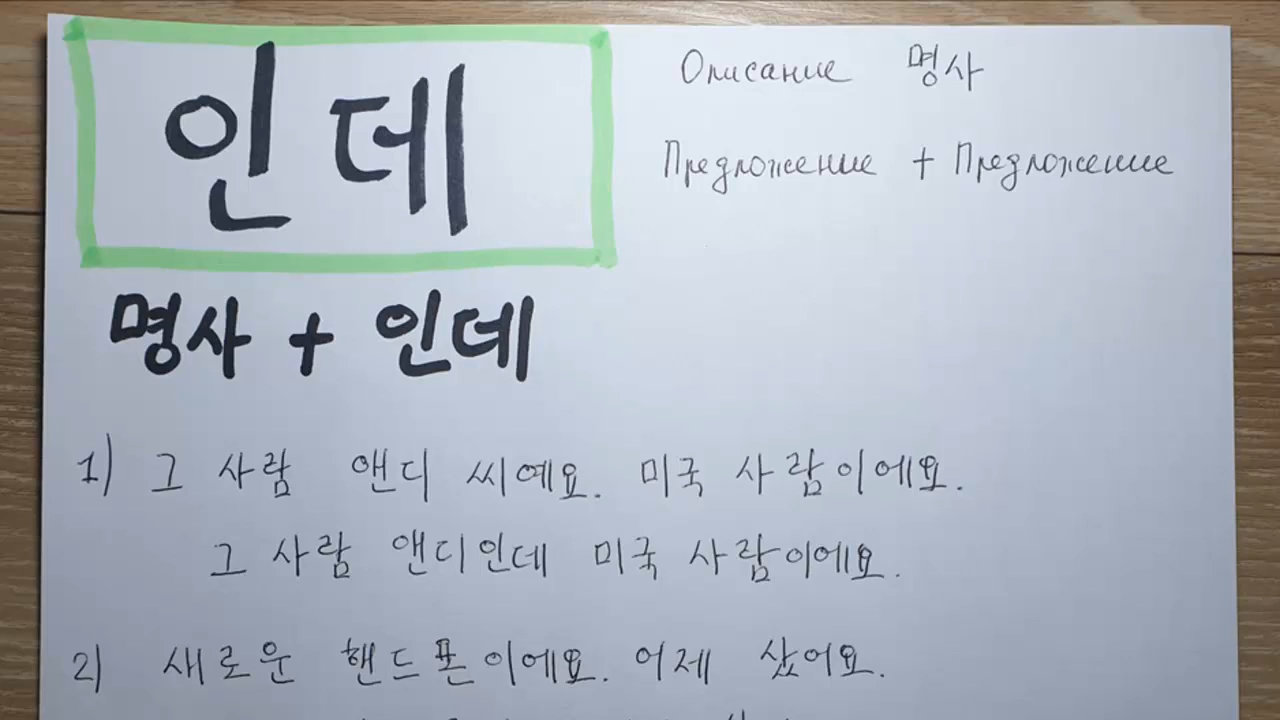 인데
Описание 명사
Предложение + Предложение
명사 + 인데
1) 그 사람 앤디 씨예요. 미국 사람이에요.
그 사람 앤디인데 미국 사람이에요.
2) 새로운 핸드폰이에요. 어제 샀어요.